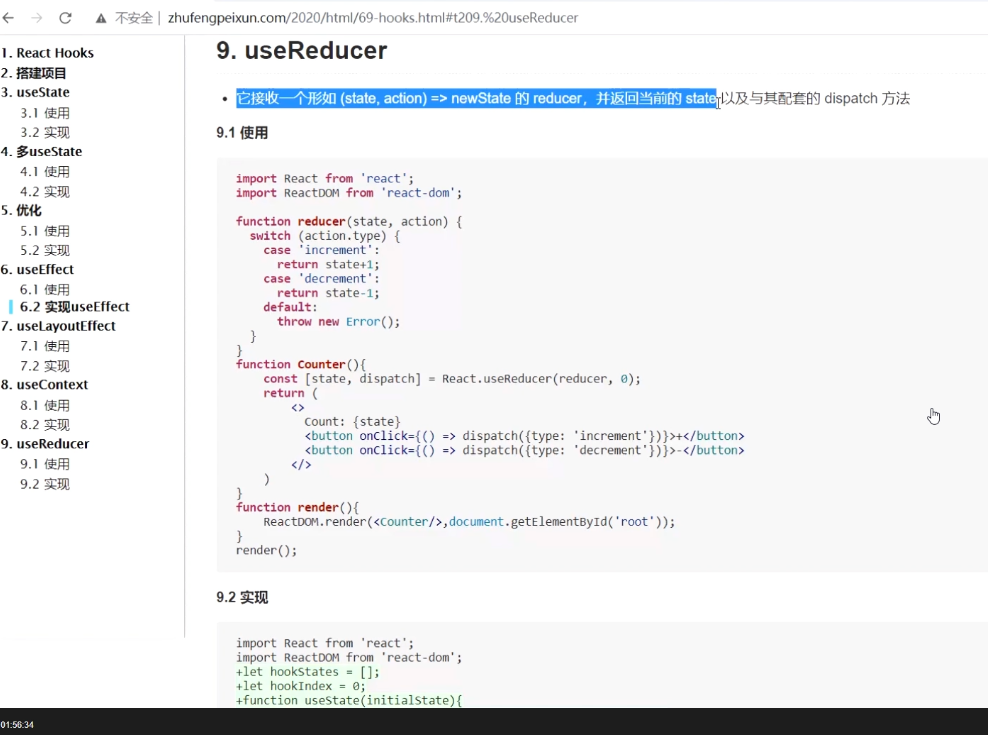 不安全 | zhufengpeixun.com/2020/html/69-hooks.html#t209.%20useReducer
1. React Hooks
2. 搭建项目
3. useState
3.1 使用
3.2 实现
4. 多useState
4.1 使用
4.2 实现
5. 优化
5.1 使用
5.2 实现
6. useEffect
6.1 使用
6.2 实现useEffect
7. useLayoutEffect
7.1 使用
7.2 实现
8. useContext
8.1 使用
8.2 实现
9. useReducer
9.1 使用
9.2 实现
9. useReducer
• 它接收一个形如 (state, action) => newState 的 reducer，并返回当前的 state 以及与其配套的 dispatch 方法
9.1 使用
import React from 'react';
import ReactDOM from 'react-dom';
function reducer(state, action) {
  switch (action.type) {
    case 'increment':
      return state+1;
    case 'decrement':
      return state-1;
    default:
      throw new Error();
  }
}
function Counter(){
    const [state, dispatch] = React.useReducer(reducer, 0);
    return (
        <>
          Count: {state}
          <button onClick={() => dispatch({type: 'increment'})}>+</button>
          <button onClick={() => dispatch({type: 'decrement'})}>-</button>
        </>
    )
}
function render(){
    ReactDOM.render(<Counter/>,document.getElementById('root'));
}
render();
9.2 实现
import React from 'react';
import ReactDOM from 'react-dom';
+let hookStates = [];
+let hookIndex = 0;
+function useState(initialState){
01:56:34